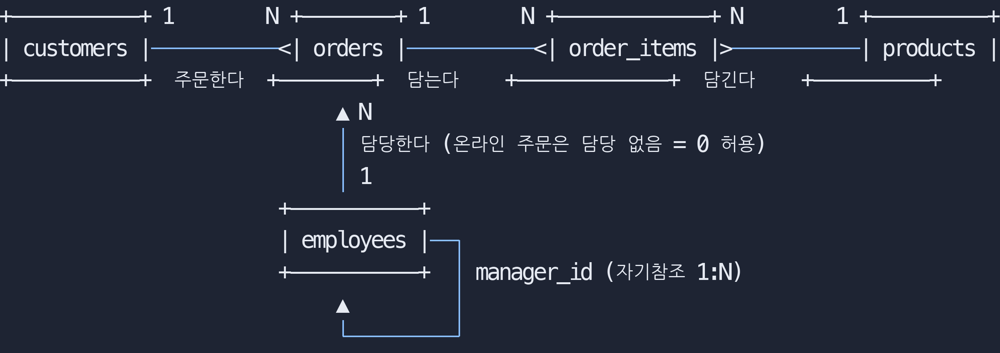 1 N 1 N N 1
customers orders order_items products
주문한다 담는다 담긴다
N
담당한다 (온라인 주문은 담당 없음 = 0 허용)
1
employees
manager_id (자기참조 1:N)